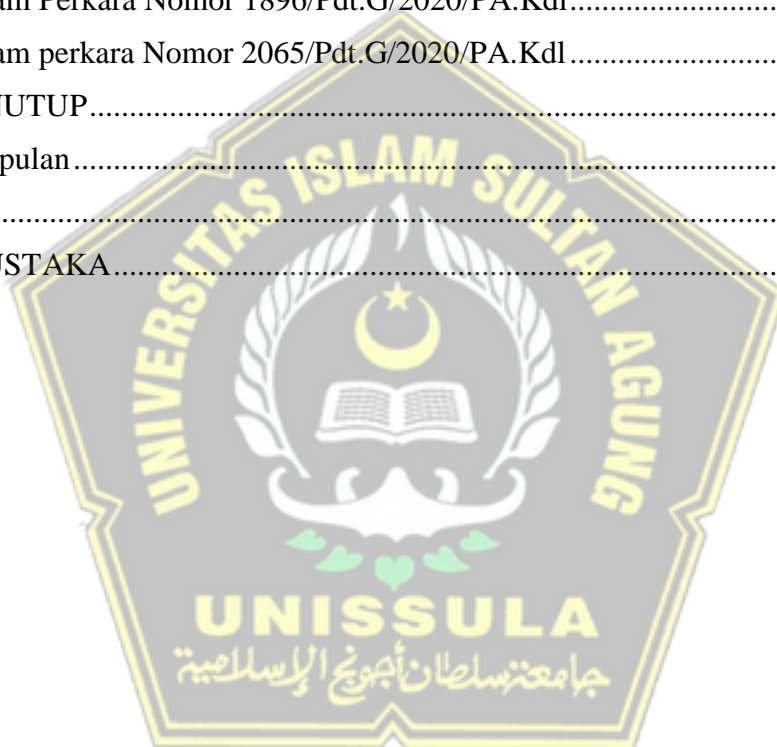 am Perkara Nomor 1896/Pdt.G/2020/PA.Kdl..............................
am perkara Nomor 2065/Pdt.G/2020/PA.Kdl..............................
NUTUP..............................
pulan..............................
..............................
USTAKA..............................
UNIVERSITAS ISLAM SULTAN AGUNG
UNISSULA
جامعة سلطان أجونج الإسلامية